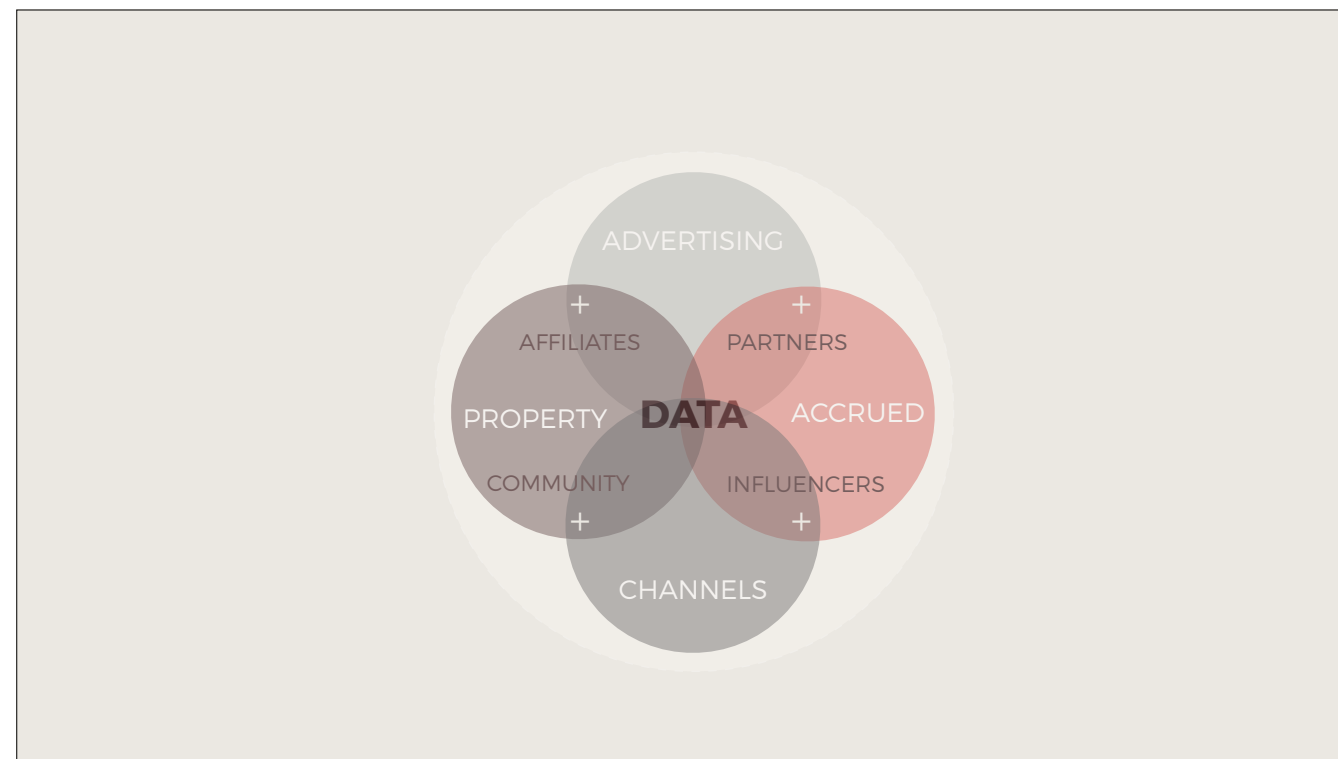 ADVERTISING
+ +
AFFILIATES PARTNERS
PROPERTY DATA ACCRUED
COMMUNITY INFLUENCERS
+ +
CHANNELS